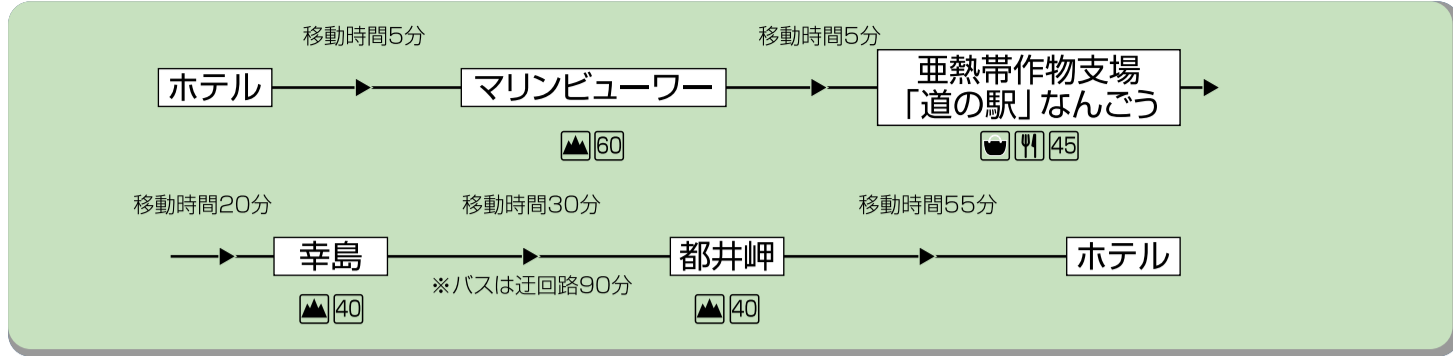 移動時間5分
移動時間5分
ホテル
マリンビューワー
亜熱帯作物支場
「道の駅」なんごう
60
45
移動時間20分
移動時間30分
移動時間55分
幸島
都井岬
ホテル
※バスは迂回路90分
40
40